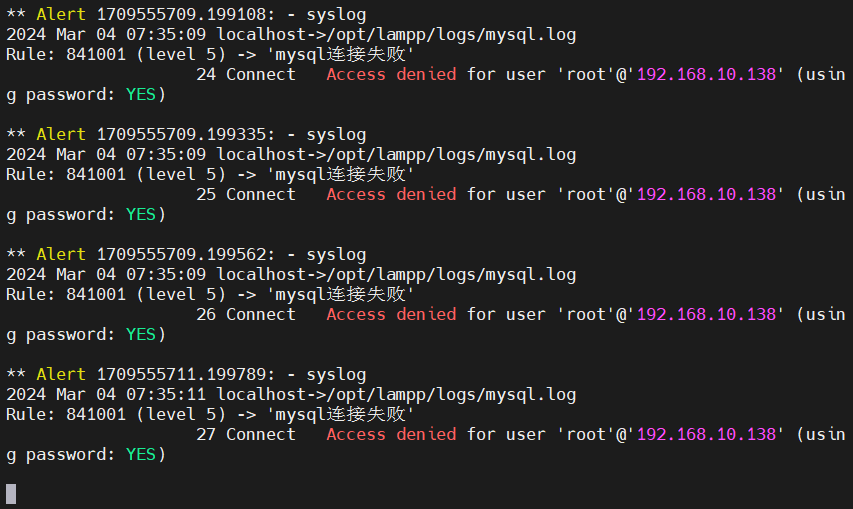 ** Alert 1709555709.199108: - syslog
2024 Mar 04 07:35:09 localhost->/opt/lampp/logs/mysql.log
Rule: 841001 (level 5) -> 'mysql连接失败'
24 Connect   Access denied for user 'root'@'192.168.10.138' (usin
g password: YES)
** Alert 1709555709.199335: - syslog
2024 Mar 04 07:35:09 localhost->/opt/lampp/logs/mysql.log
Rule: 841001 (level 5) -> 'mysql连接失败'
25 Connect   Access denied for user 'root'@'192.168.10.138' (usin
g password: YES)
** Alert 1709555709.199562: - syslog
2024 Mar 04 07:35:09 localhost->/opt/lampp/logs/mysql.log
Rule: 841001 (level 5) -> 'mysql连接失败'
26 Connect   Access denied for user 'root'@'192.168.10.138' (usin
g password: YES)
** Alert 1709555711.199789: - syslog
2024 Mar 04 07:35:11 localhost->/opt/lampp/logs/mysql.log
Rule: 841001 (level 5) -> 'mysql连接失败'
27 Connect   Access denied for user 'root'@'192.168.10.138' (usin
g password: YES)